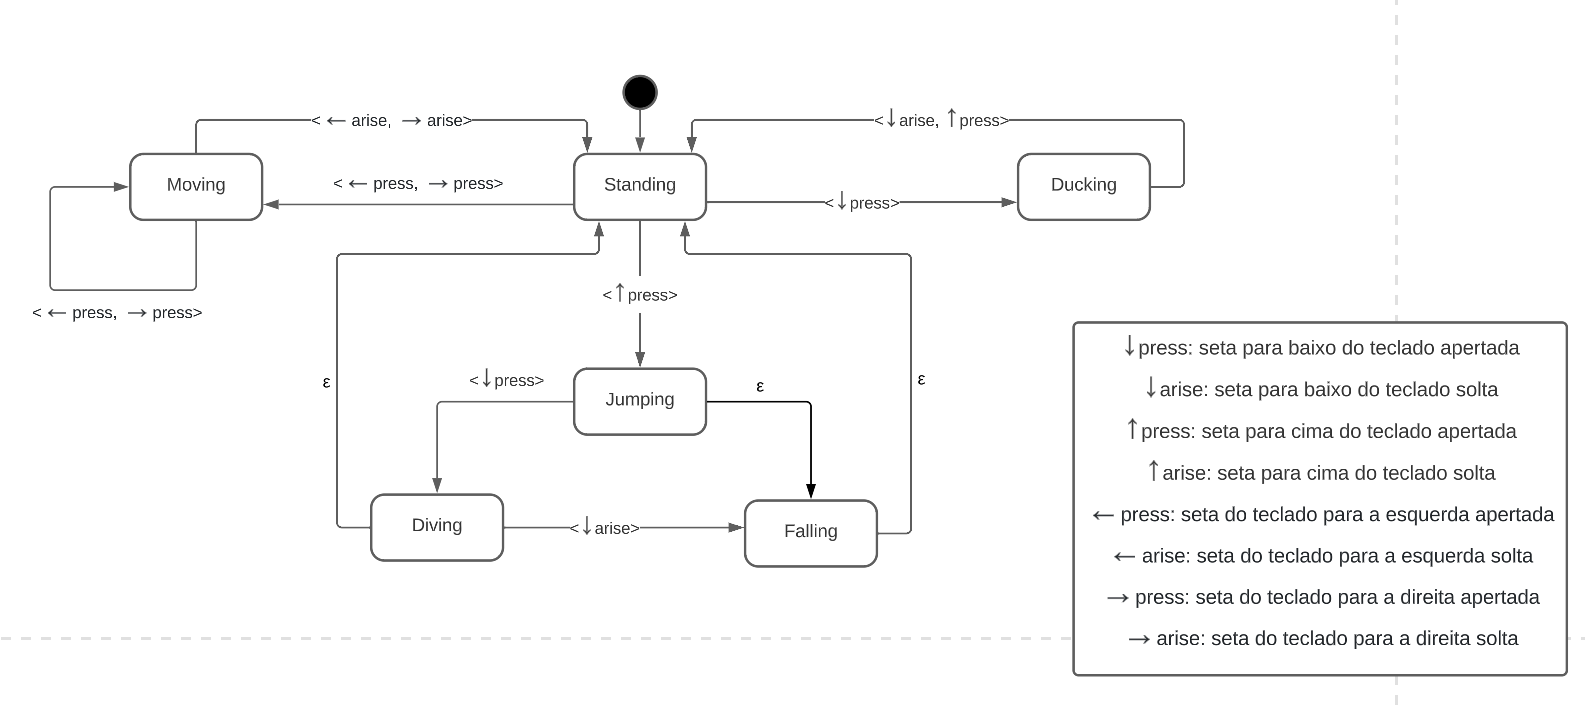 < ← arise, → arise>
<↓arise, ↑press>
Moving
< ← press, → press>
Standing
Ducking
<↓press>
<↑press>
< ← press, → press>
ε
<↓press>
ε
ε
Jumping
Diving
<↓arise>
Falling
↓press: seta para baixo do teclado apertada
↓arise: seta para baixo do teclado solta
↑press: seta para cima do teclado apertada
↑arise: seta para cima do teclado solta
← press: seta do teclado para a esquerda apertada
← arise: seta do teclado para a esquerda solta
→ press: seta do teclado para a direita apertada
→ arise: seta do teclado para a direita solta